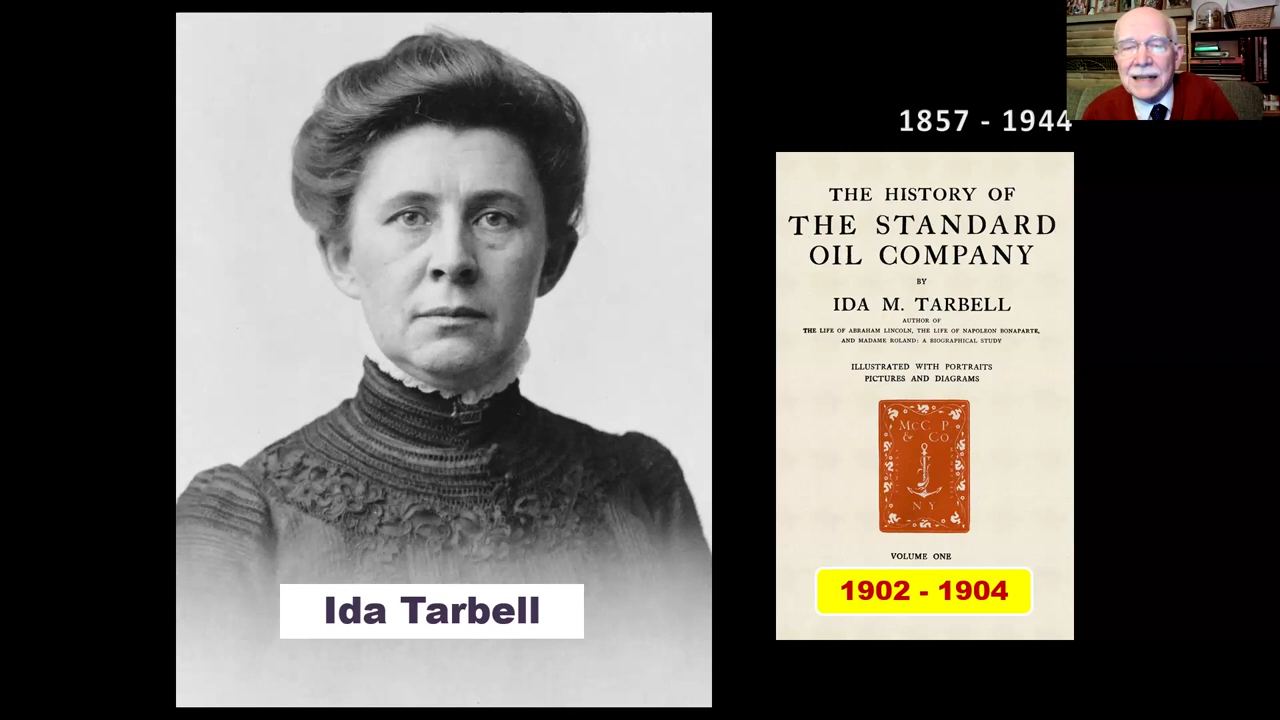 1857 - 1944
THE HISTORY OF
THE STANDARD
OIL COMPANY
BY
IDA M. TARBELL
AUTHOR OF
THE LIFE OF ABRAHAM LINCOLN, THE LIFE OF NAPOLEON BONAPARTE,
AND MADAME ROLAND: A BIOGRAPHICAL STUDY
ILLUSTRATED WITH PORTRAITS
PICTURES AND DIAGRAMS
McC P
& Co
NY
VOLUME ONE
1902 - 1904
Ida Tarbell